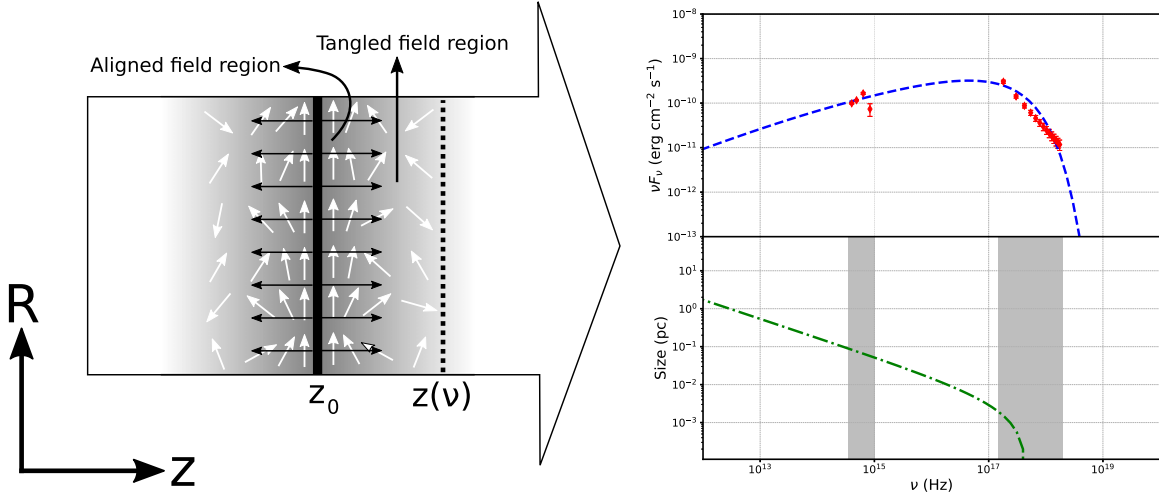 Tangled field region
Aligned field region
R
z
z₀
z(ν)
νFν (erg cm⁻² s⁻¹)
10⁻⁸
10⁻⁹
10⁻¹⁰
10⁻¹¹
10⁻¹²
10⁻¹³
Size (pc)
10¹
10⁰
10⁻¹
10⁻²
10⁻³
10¹³
10¹⁵
10¹⁷
10¹⁹
ν (Hz)